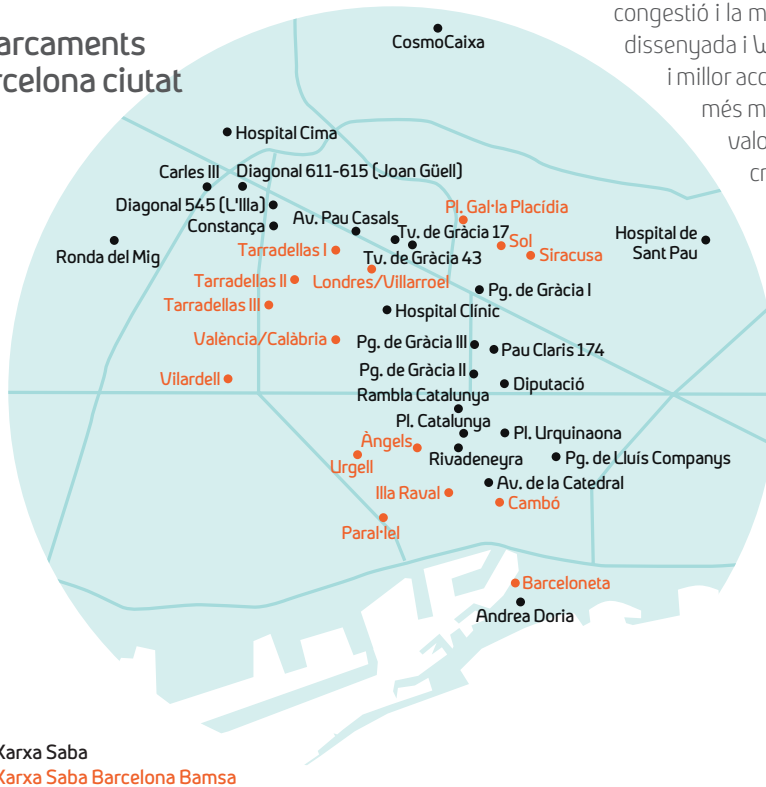 congestió i la m
arcaments
dissenyada i
rcelona ciutat
i millor acc
més m
valo
cr
CosmoCaixa
Hospital Cima
Carles III
Diagonal 611-615 (Joan Güell)
Diagonal 545 (L'Illa)
Constança
Av. Pau Casals
Pl. Gal·la Placídia
Tv. de Gràcia 17
Tv. de Gràcia 43
Sol
Siracusa
Hospital de
Sant Pau
Ronda del Mig
Tarradellas I
Tarradellas II
Londres/Villarroel
Tarradellas III
Pg. de Gràcia I
Hospital Clínic
València/Calàbria
Pg. de Gràcia III
Pau Claris 174
Vilardell
Pg. de Gràcia II
Diputació
Rambla Catalunya
Pl. Catalunya
Pl. Urquinaona
Àngels
Urgell
Rivadeneyra
Pg. de Lluís Companys
Av. de la Catedral
Illa Raval
Cambó
Paral·lel
Barceloneta
Andrea Doria
Xarxa Saba
Xarxa Saba Barcelona Bamsa